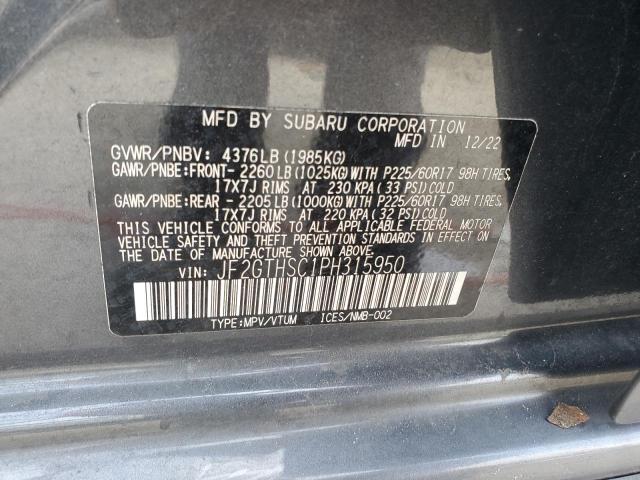 MFD BY SUBARU CORPORATION
MFD IN 12/22
GVWR/PNBV: 4376LB(1985KG)
GAWR/PNBE:FRONT- 2260LB(1025KG)WITH P225/60R17 98H TIRES,
17X7J RIMS AT 230 KPA(33 PSI)COLD
GAWR/PNBE:REAR - 2205LB(1000KG)WITH P225/60R17 98H TIRES,
17X7J RIMS AT 220 KPA(32 PSI)COLD
THIS VEHICLE CONFORMS TO ALL APPLICABLE FEDERAL MOTOR
VEHICLE SAFETY AND THEFT PREVENTION STANDARDS IN EFFECT ON
THE DATE OF MANUFACTURE SHOWN ABOVE.
VIN: JF2GTHSC1PH315950
TYPE:MPV/VTUM ICES/NMB-002